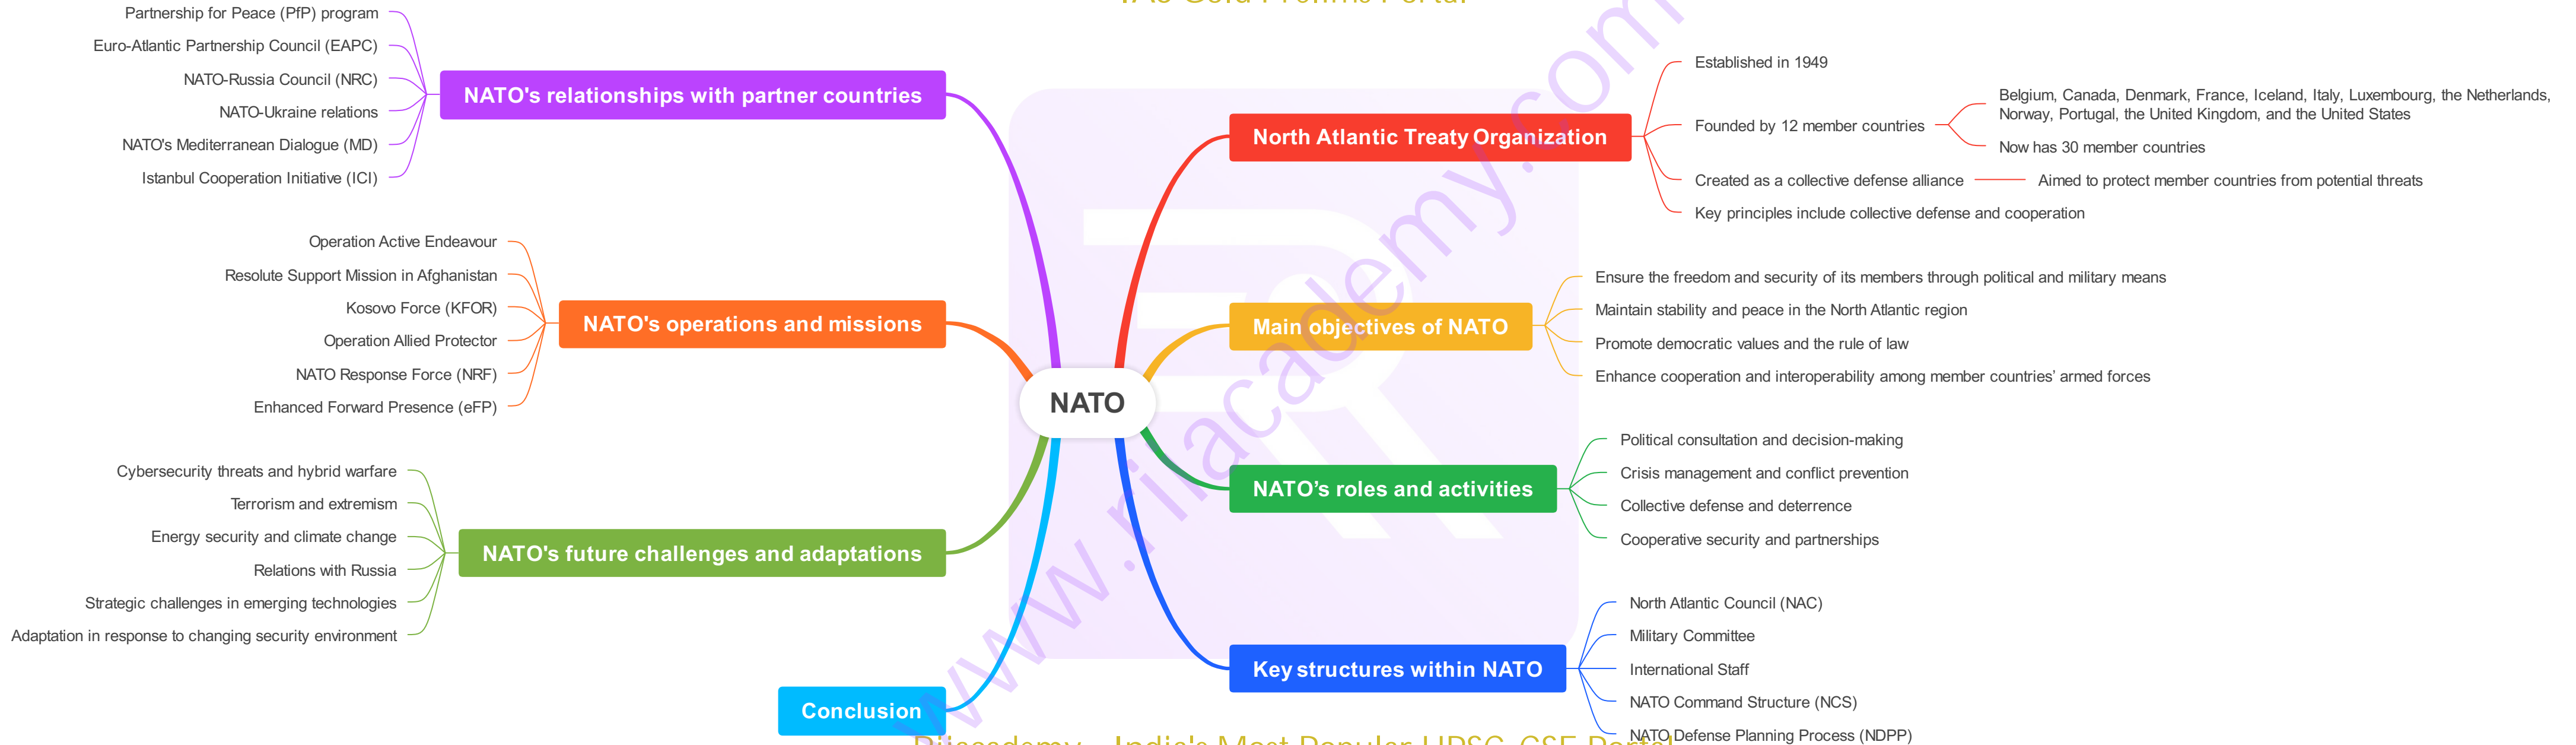 Partnership for Peace (PfP) program
Euro-Atlantic Partnership Council (EAPC)
NATO-Russia Council (NRC)
NATO-Ukraine relations
NATO's Mediterranean Dialogue (MD)
Istanbul Cooperation Initiative (ICI)
NATO's relationships with partner countries
Operation Active Endeavour
Resolute Support Mission in Afghanistan
Kosovo Force (KFOR)
Operation Allied Protector
NATO Response Force (NRF)
Enhanced Forward Presence (eFP)
NATO's operations and missions
Cybersecurity threats and hybrid warfare
Terrorism and extremism
Energy security and climate change
Relations with Russia
Strategic challenges in emerging technologies
Adaptation in response to changing security environment
NATO's future challenges and adaptations
Conclusion
NATO
North Atlantic Treaty Organization
Established in 1949
Founded by 12 member countries
Belgium, Canada, Denmark, France, Iceland, Italy, Luxembourg, the Netherlands,
Norway, Portugal, the United Kingdom, and the United States
Now has 30 member countries
Created as a collective defense alliance
Aimed to protect member countries from potential threats
Key principles include collective defense and cooperation
Main objectives of NATO
Ensure the freedom and security of its members through political and military means
Maintain stability and peace in the North Atlantic region
Promote democratic values and the rule of law
Enhance cooperation and interoperability among member countries’ armed forces
NATO’s roles and activities
Political consultation and decision-making
Crisis management and conflict prevention
Collective defense and deterrence
Cooperative security and partnerships
Key structures within NATO
North Atlantic Council (NAC)
Military Committee
International Staff
NATO Command Structure (NCS)
NATO Defense Planning Process (NDPP)
India's Most Popular UPSC-CSE Portal